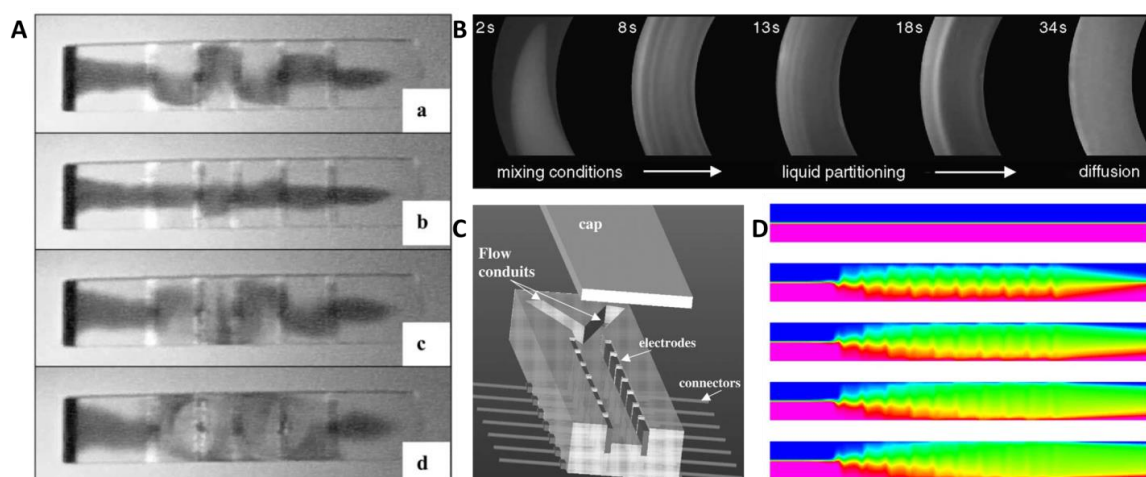 A
a
b
c
d
B
2s 8s 13s 18s 34s
mixing conditions liquid partitioning diffusion
C
cap
Flow
conduits
electrodes
connectors
D